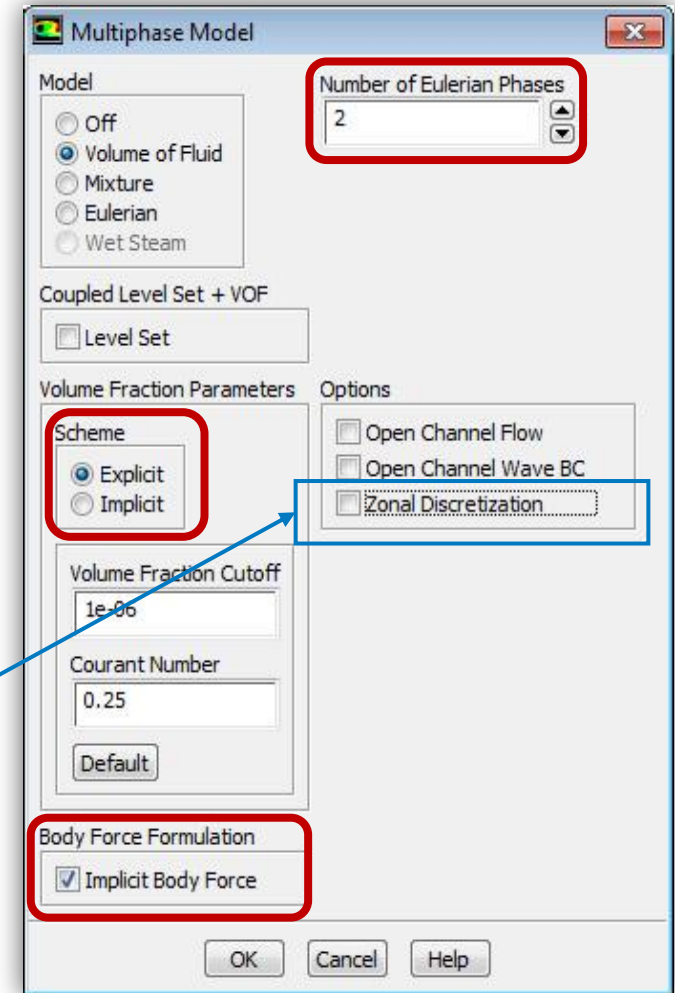 Multiphase Model
Model
Off
Volume of Fluid
Mixture
Eulerian
Wet Steam
Number of Eulerian Phases
2
Coupled Level Set + VOF
Level Set
Volume Fraction Parameters
Scheme
Explicit
Implicit
Volume Fraction Cutoff
1e-06
Courant Number
0.25
Default
Options
Open Channel Flow
Open Channel Wave BC
Zonal Discretization
Body Force Formulation
Implicit Body Force
OK Cancel Help